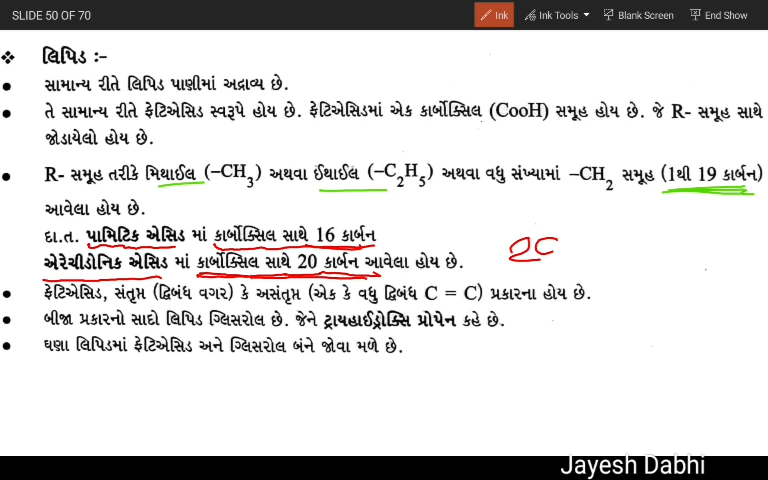 SLIDE 50 OF 70 Ink Ink Tools Blank Screen End Show
❖ લિપિડ :-
• સામાન્ય રીતે લિપિડ પાણીમાં અદ્રાવ્ય છે.
• તે સામાન્ય રીતે ફેટિએસિડ સ્વરૂપે હોય છે. ફેટિએસિડમાં એક કાર્બોક્સિલ (CooH) સમૂહ હોય છે. જે R- સમૂહ સાથે
જોડાયેલો હોય છે.
• R- સમૂહ તરીકે મિથાઈલ (–CH₃) અથવા ઈથાઈલ (–C₂H₅) અથવા વધુ સંખ્યામાં –CH₂ સમૂહ (1થી 19 કાર્બન)
આવેલા હોય છે.
દા.ત. પામિટિક એસિડ માં કાર્બોક્સિલ સાથે 16 કાર્બન
એરેચીડોનિક એસિડ માં કાર્બોક્સિલ સાથે 20 કાર્બન આવેલા હોય છે.
• ફેટિએસિડ, સંતૃપ્ત (દ્વિબંધ વગર) કે અસંતૃપ્ત (એક કે વધુ દ્વિબંધ C = C) પ્રકારના હોય છે.
• બીજા પ્રકારનો સાદો લિપિડ ગ્લિસરોલ છે. જેને ટ્રાયહાઈડ્રોક્સિ પ્રોપેન કહે છે.
• ઘણા લિપિડમાં ફેટિએસિડ અને ગ્લિસરોલ બંને જોવા મળે છે.
Jayesh Dabhi